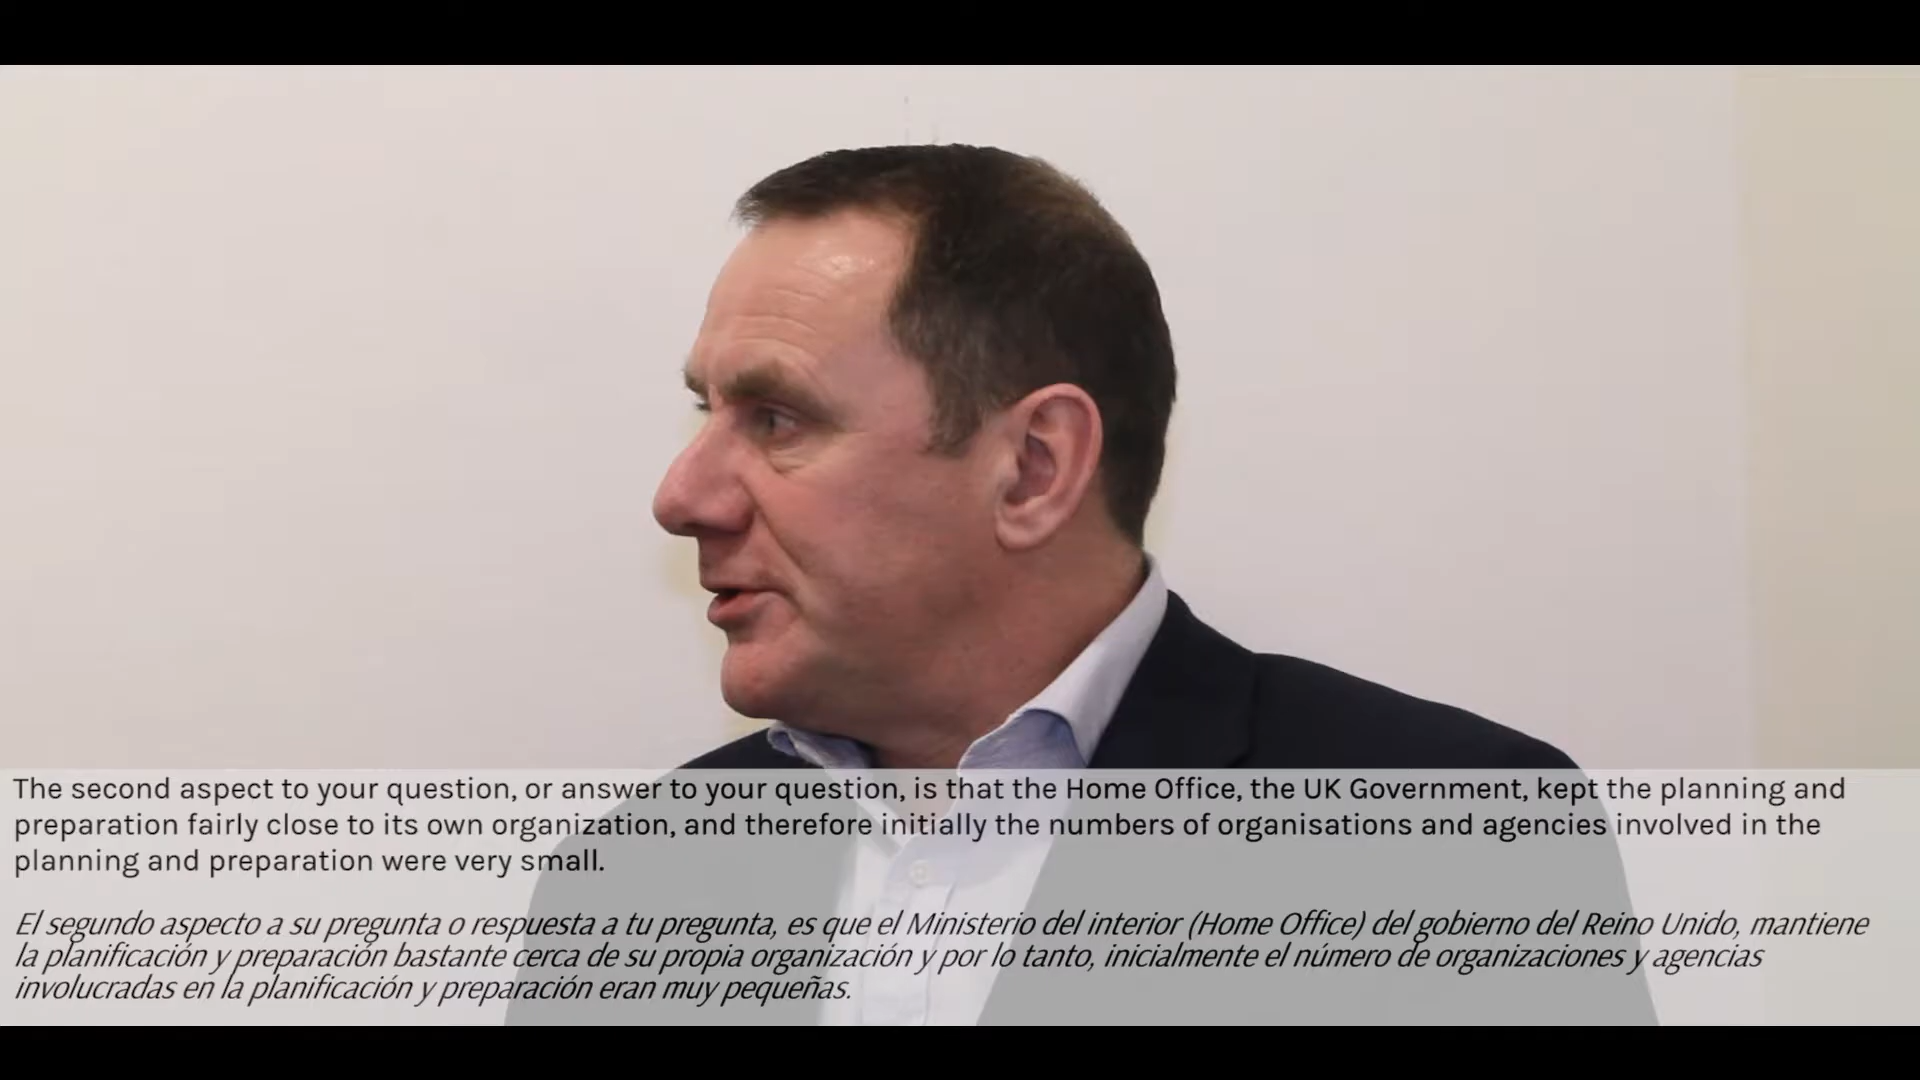 The second aspect to your question, or answer to your question, is that the Home Office, the UK Government, kept the planning and
preparation fairly close to its own organization, and therefore initially the numbers of organisations and agencies involved in the
planning and preparation were very small.
El segundo aspecto a su pregunta o respuesta a tu pregunta, es que el Ministerio del interior (Home Office) del gobierno del Reino Unido, mantiene
la planificación y preparación bastante cerca de su propia organización y por lo tanto, inicialmente el número de organizaciones y agencias
involucradas en la planificación y preparación eran muy pequeñas.